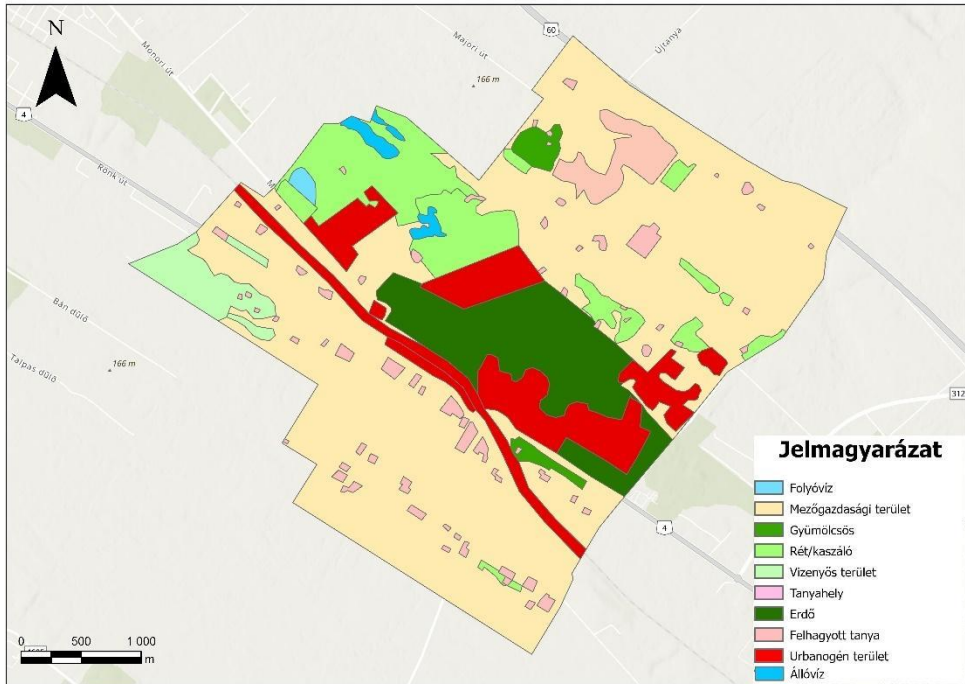 N
60
Majori út
Újtanya
Monori út
166 m
4
Rónk út
Bán dűlő
Talpas dűlő
166 m
312
4
Jelmagyarázat
Folyóvíz
Mezőgazdasági terület
Gyümölcsös
Rét/kaszáló
Vizenyős terület
Tanyahely
Erdő
Felhagyott tanya
Urbanogén terület
Állóvíz
0 500 1 000
m